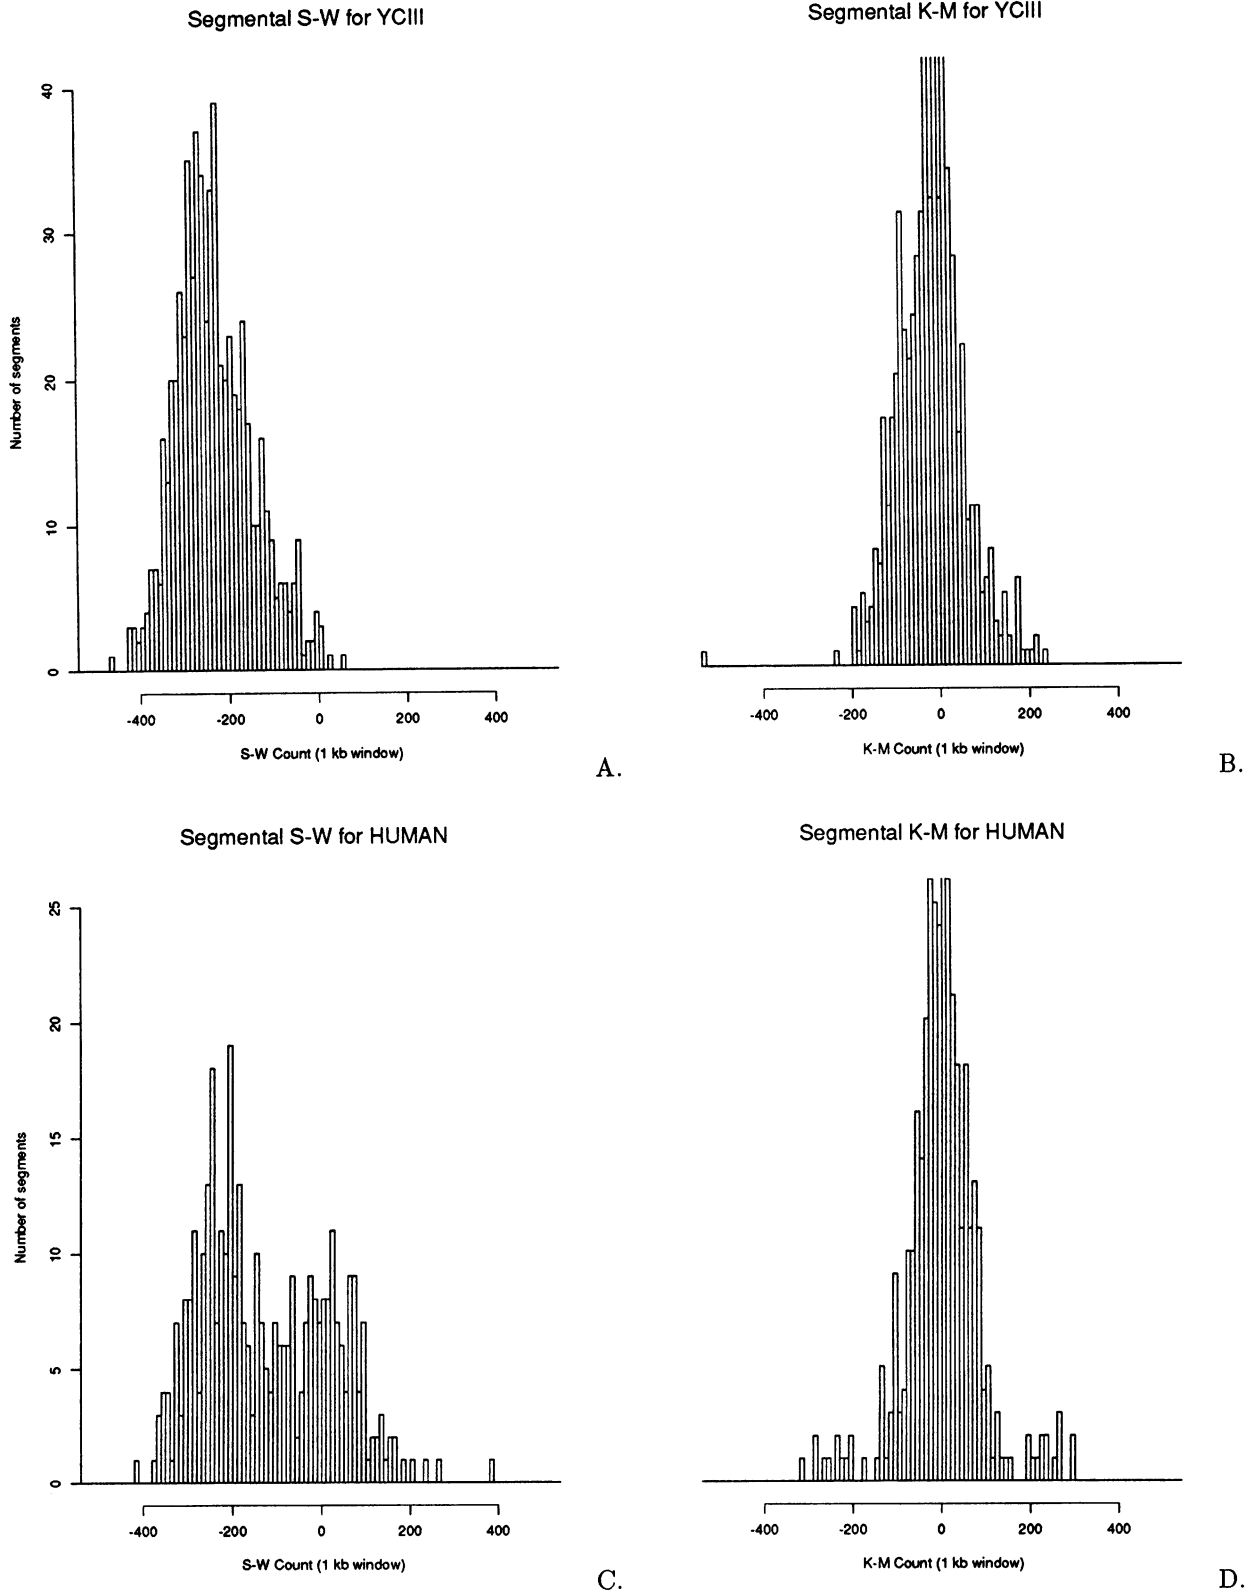 Segmental S-W for YCIII
Number of segments
40
30
20
10
0
-400 -200 0 200 400
S-W Count (1 kb window)
A.
Segmental K-M for YCIII
-400 -200 0 200 400
K-M Count (1 kb window)
B.
Segmental S-W for HUMAN
Number of segments
25
20
15
10
5
0
-400 -200 0 200 400
S-W Count (1 kb window)
C.
Segmental K-M for HUMAN
-400 -200 0 200 400
K-M Count (1 kb window)
D.